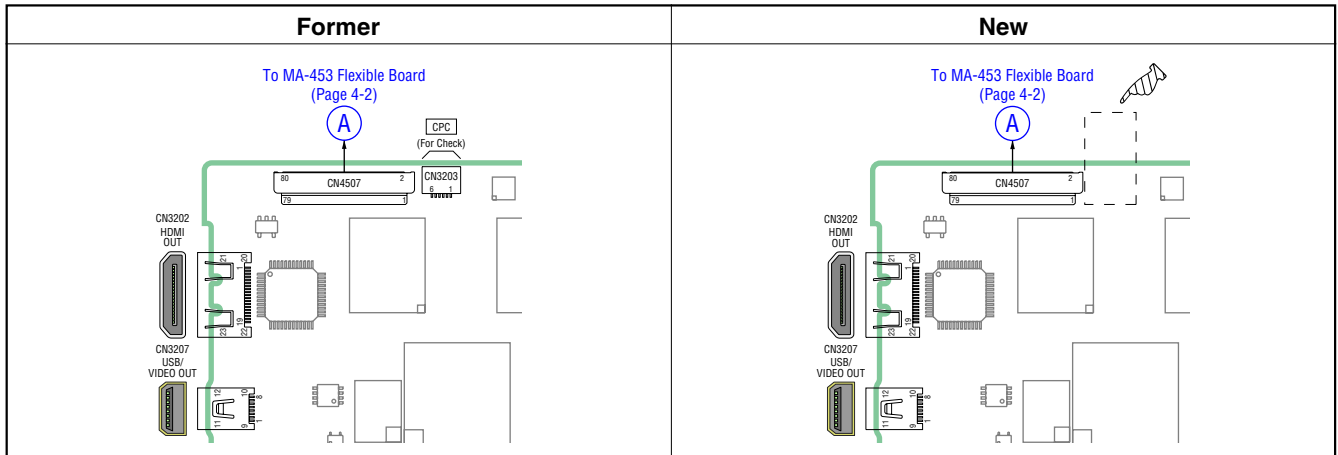 Former
To MA-453 Flexible Board
(Page 4-2)
A
CPC
(For Check)
80
CN4507
2
79
1
CN3203
6 1
CN3202
HDMI
OUT
21
20
1
19
23
22
CN3207
USB/
VIDEO OUT
12
10
8
11
9
1
New
To MA-453 Flexible Board
(Page 4-2)
A
80
CN4507
2
79
1
CN3202
HDMI
OUT
21
20
1
19
23
22
CN3207
USB/
VIDEO OUT
12
10
8
11
9
1